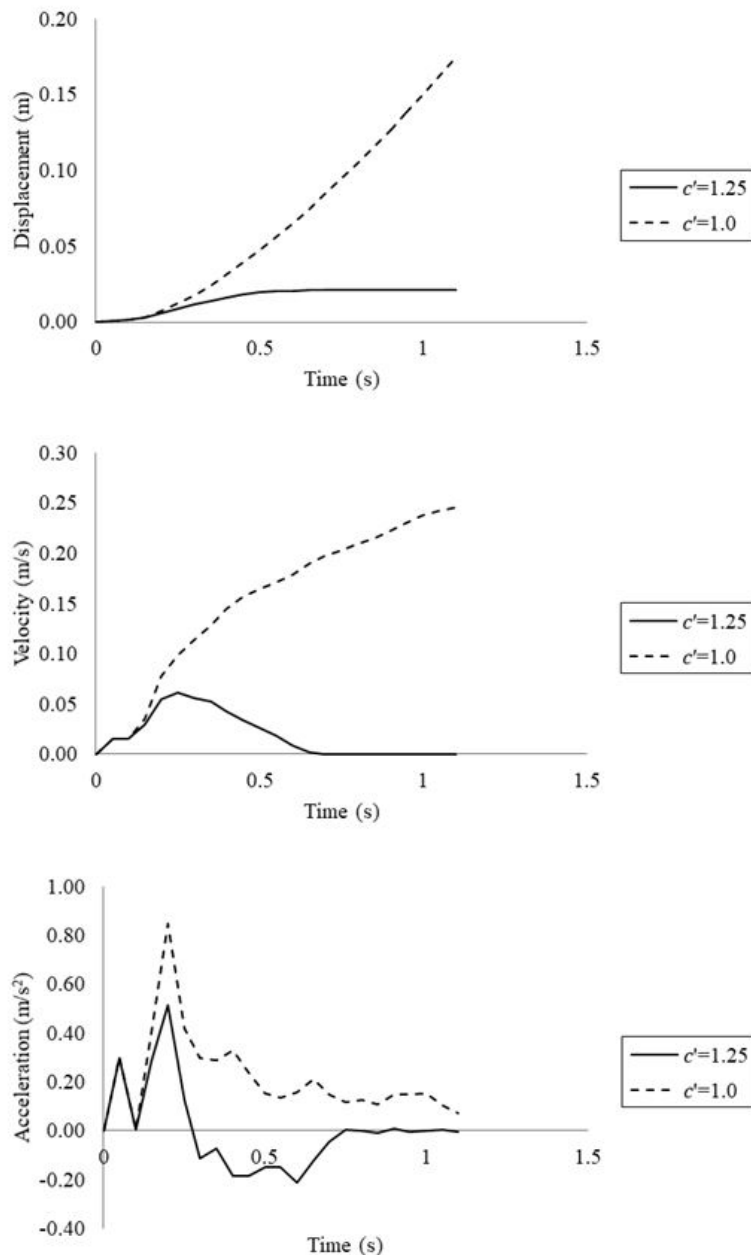 0.20
0.15
0.10
0.05
0.00
Displacement (m)
0 0.5 1 1.5
Time (s)
c'=1.25
c'=1.0
0.30
0.25
0.20
0.15
0.10
0.05
0.00
Velocity (m/s)
0 0.5 1 1.5
Time (s)
c'=1.25
c'=1.0
1.00
0.80
0.60
0.40
0.20
0.00
-0.20
-0.40
Acceleration (m/s²)
0 0.5 1 1.5
Time (s)
c'=1.25
c'=1.0